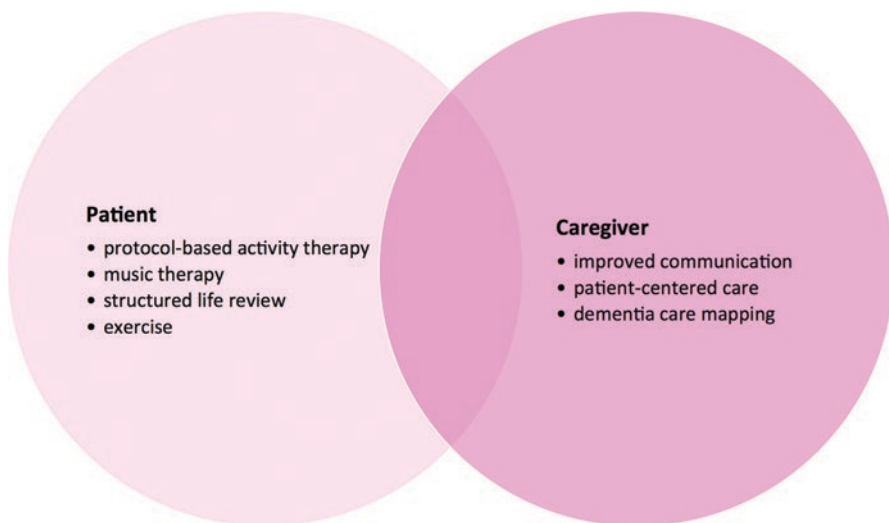 Patient
• protocol-based activity therapy
• music therapy
• structured life review
• exercise
Caregiver
• improved communication
• patient-centered care
• dementia care mapping